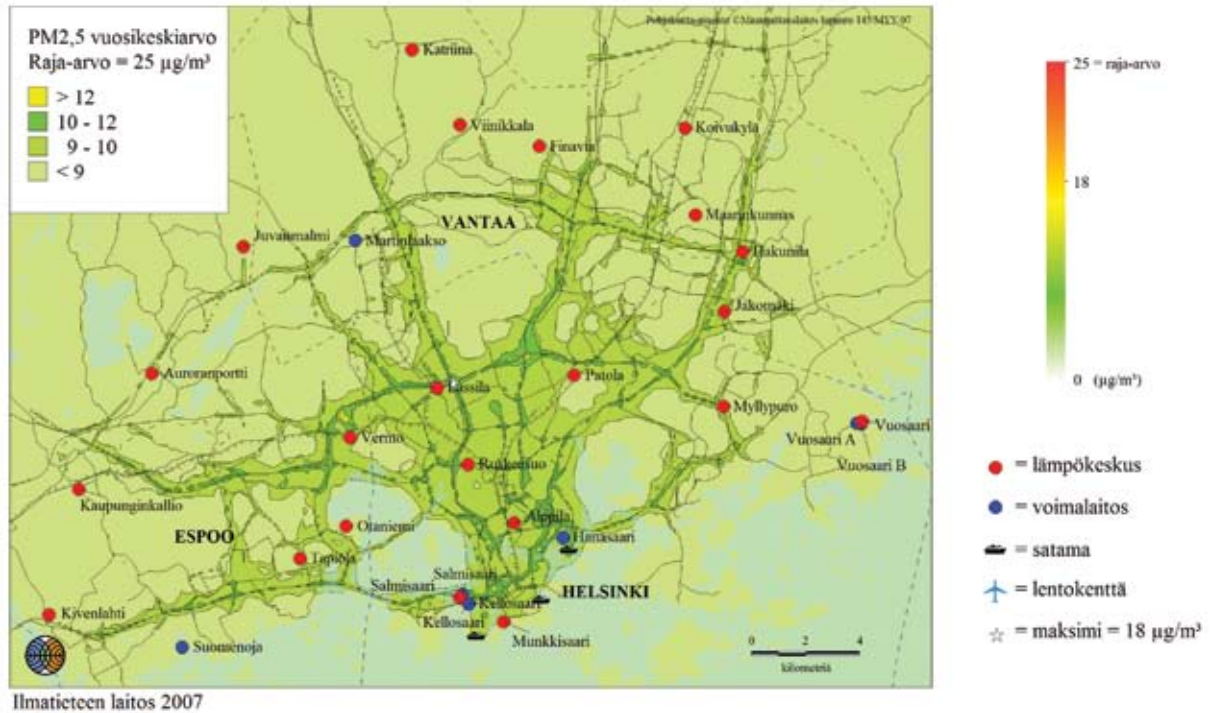 PM2,5 vuosikeskiarvo
Raja-arvo = 25 µg/m³
> 12
10 - 12
9 - 10
< 9
Katriina
Viinikkala
Finavia
Koivukylä
VANTAA
Maarinkunnas
Juvanmalmi
Martinlaakso
Hakunila
Jakomäki
Auroranportti
Lassila
Patola
Myllypuro
Vuosaari
Vuosaari A
Vuosaari B
Vermo
Ruskeasuo
Kaupunginkallio
ESPOO
Otaniemi
Alppila
Hanasaari
Tapiola
Salmisaari
Salmisaari
HELSINKI
Kellosaari
Kellosaari
Munkkisaari
Kivenlahti
Suomenoja
0 2 4
kilometriä
25 = raja-arvo
18
0 (µg/m³)
= lämpökeskus
= voimalaitos
= satama
= lentokenttä
= maksimi = 18 µg/m³
Ilmatieteen laitos 2007